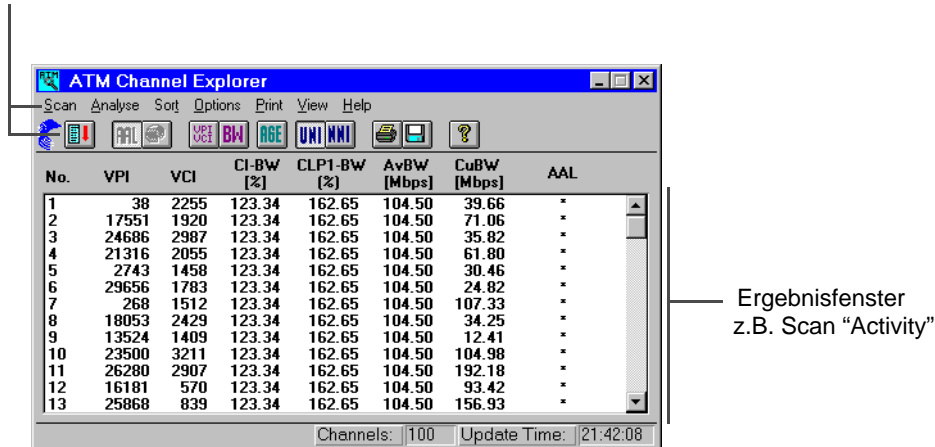 ATM Channel Explorer
Scan Analyse Sort Options Print View Help
AAL VPI VCI BW AGE UNI NNI ?
No. VPI VCI CI-BW [%] CLP1-BW (%) AvBW [Mbps] CuBW [Mbps] AAL
1 38 2255 123.34 162.65 104.50 39.66 *
2 17551 1920 123.34 162.65 104.50 71.06 *
3 24686 2987 123.34 162.65 104.50 35.82 *
4 21316 2055 123.34 162.65 104.50 61.80 *
5 2743 1458 123.34 162.65 104.50 30.46 *
6 29656 1783 123.34 162.65 104.50 24.82 *
7 268 1512 123.34 162.65 104.50 107.33 *
8 18053 2429 123.34 162.65 104.50 34.25 *
9 13524 1409 123.34 162.65 104.50 12.41 *
10 23500 3211 123.34 162.65 104.50 104.98 *
11 26280 2907 123.34 162.65 104.50 192.18 *
12 16181 570 123.34 162.65 104.50 93.42 *
13 25868 839 123.34 162.65 104.50 156.93 *
Channels: 100 Update Time: 21:42:08
Ergebnisfenster
z.B. Scan “Activity”